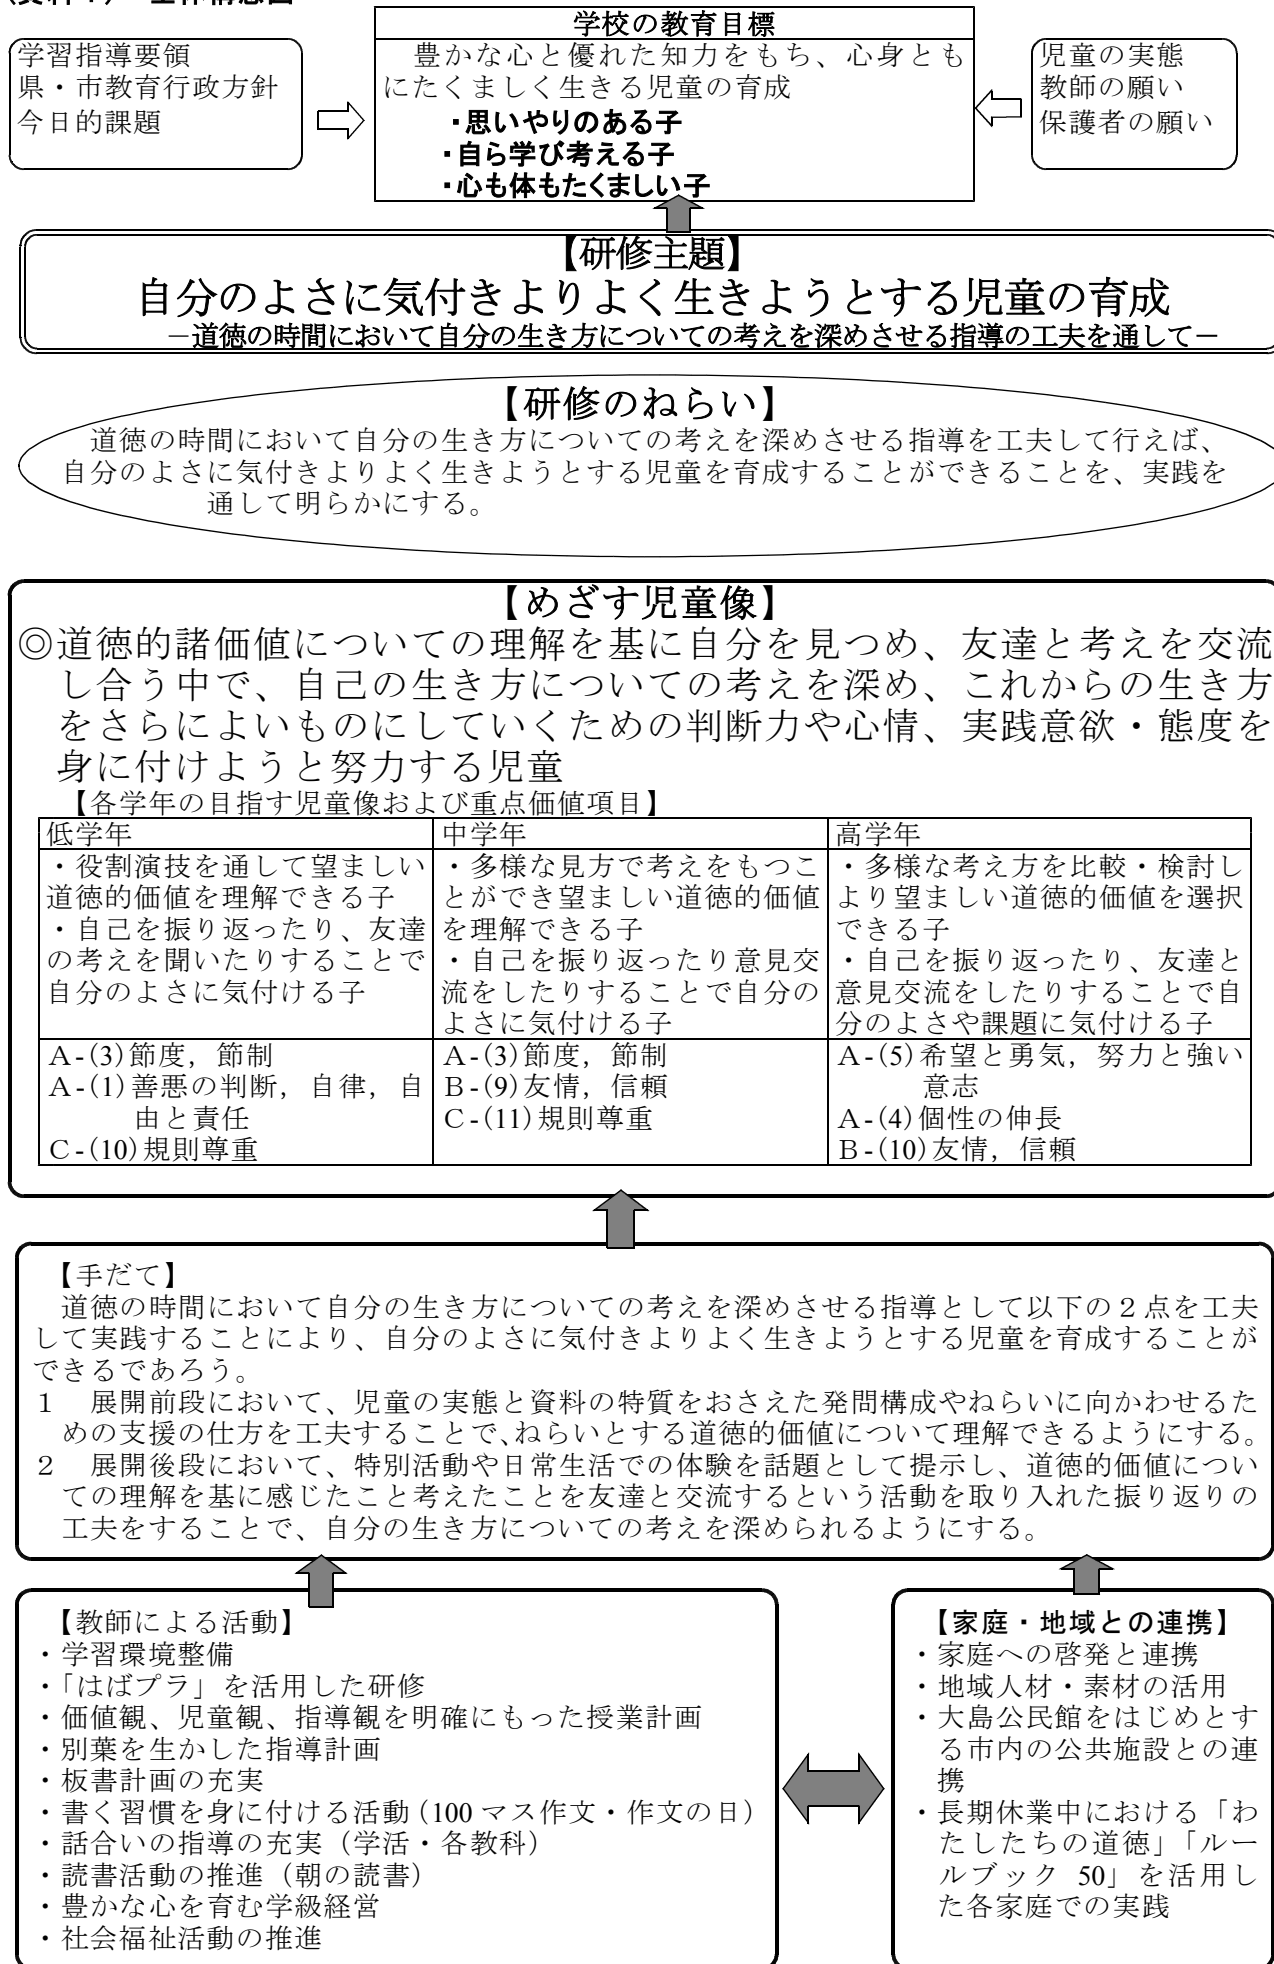 学校の教育目標
学習指導要領
県・市教育行政方針
今日的課題
豊かな心と優れた知力をもち、心身とも
にたくましく生きる児童の育成
・思いやりのある子
・自ら学び考える子
・心も体もたくましい子
児童の実態
教師の願い
保護者の願い
【研修主題】
自分のよさに気付きよりよく生きようとする児童の育成
－道徳の時間において自分の生き方についての考えを深めさせる指導の工夫を通して－
【研修のねらい】
道徳の時間において自分の生き方についての考えを深めさせる指導を工夫して行えば、
自分のよさに気付きよりよく生きようとする児童を育成することができることを、実践を
通して明らかにする。
【めざす児童像】
◎道徳的諸価値についての理解を基に自分を見つめ、友達と考えを交流
し合う中で、自己の生き方についての考えを深め、これからの生き方
をさらによいものにしていくための判断力や心情、実践意欲・態度を
身に付けようと努力する児童
【各学年の目指す児童像および重点価値項目】
低学年
・役割演技を通して望ましい
道徳的価値を理解できる子
・自己を振り返ったり、友達
の考えを聞いたりすることで
自分のよさに気付ける子
A-(3)節度，節制
A-(1)善悪の判断，自律，自
由と責任
C-(10)規則尊重
中学年
・多様な見方で考えをもつこ
とができ望ましい道徳的価値
を理解できる子
・自己を振り返ったり意見交
流をしたりすることで自分の
よさに気付ける子
A-(3)節度，節制
B-(9)友情，信頼
C-(11)規則尊重
高学年
・多様な考え方を比較・検討し
より望ましい道徳的価値を選択
できる子
・自己を振り返ったり、友達と
意見交流をしたりすることで自
分のよさや課題に気付ける子
A-(5)希望と勇気，努力と強い
意志
A-(4)個性の伸長
B-(10)友情，信頼
【手だて】
道徳の時間において自分の生き方についての考えを深めさせる指導として以下の２点を工夫
して実践することにより、自分のよさに気付きよりよく生きようとする児童を育成することが
できるであろう。
１　展開前段において、児童の実態と資料の特質をおさえた発問構成やねらいに向かわせるた
めの支援の仕方を工夫することで、ねらいとする道徳的価値について理解できるようにする。
２　展開後段において、特別活動や日常生活での体験を話題として提示し、道徳的価値につい
ての理解を基に感じたこと考えたことを友達と交流するという活動を取り入れた振り返りの
工夫をすることで、自分の生き方についての考えを深められるようにする。
【教師による活動】
・学習環境整備
・「はばプラ」を活用した研修
・価値観、児童観、指導観を明確にもった授業計画
・別葉を生かした指導計画
・板書計画の充実
・書く習慣を身に付ける活動（100マス作文・作文の日）
・話合いの指導の充実（学活・各教科）
・読書活動の推進（朝の読書）
・豊かな心を育む学級経営
・社会福祉活動の推進
【家庭・地域との連携】
・家庭への啓発と連携
・地域人材・素材の活用
・大島公民館をはじめとす
る市内の公共施設との連
携
・長期休業中における「わ
たしたちの道徳」「ルー
ルブック 50」を活用し
た各家庭での実践